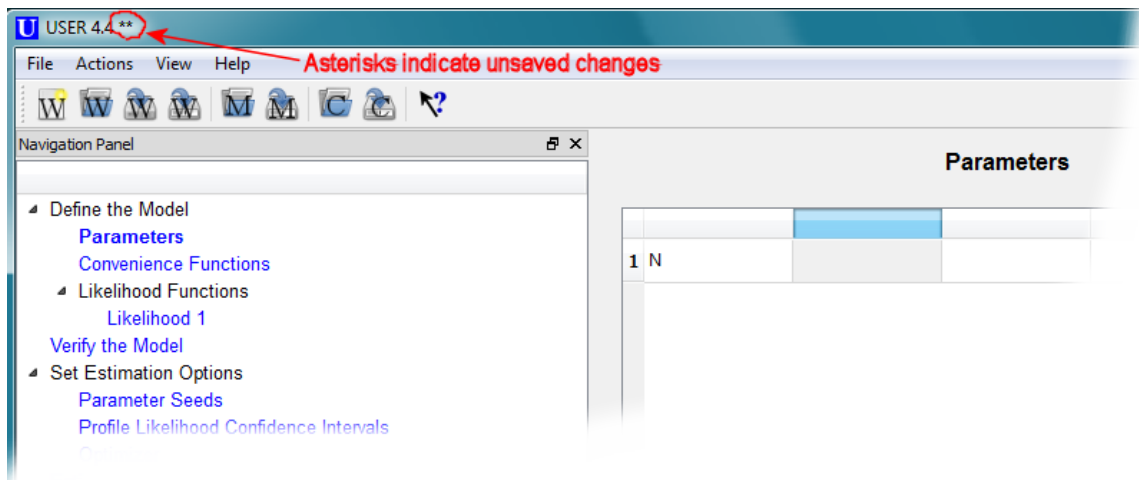 USER 4.4 **
Asterisks indicate unsaved changes
File Actions View Help
W W W W M M C C ?
Navigation Panel
Parameters
Define the Model
Parameters
Convenience Functions
1 N
Likelihood Functions
Likelihood 1
Verify the Model
Set Estimation Options
Parameter Seeds
Profile Likelihood Confidence Intervals